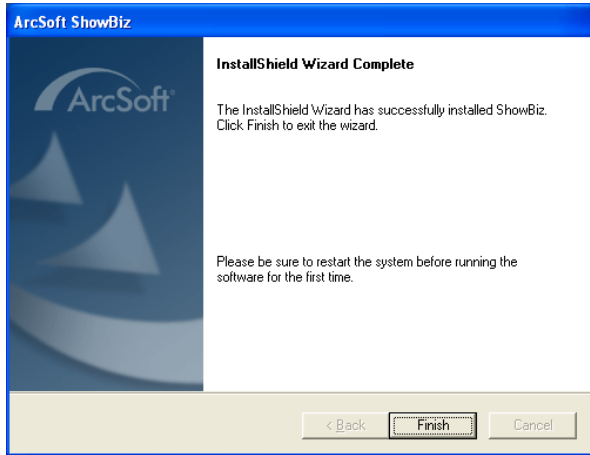 ArcSoft ShowBiz
ArcSoft®
InstallShield Wizard Complete
The InstallShield Wizard has successfully installed ShowBiz.
Click Finish to exit the wizard.
Please be sure to restart the system before running the
software for the first time.
< Back
Finish
Cancel